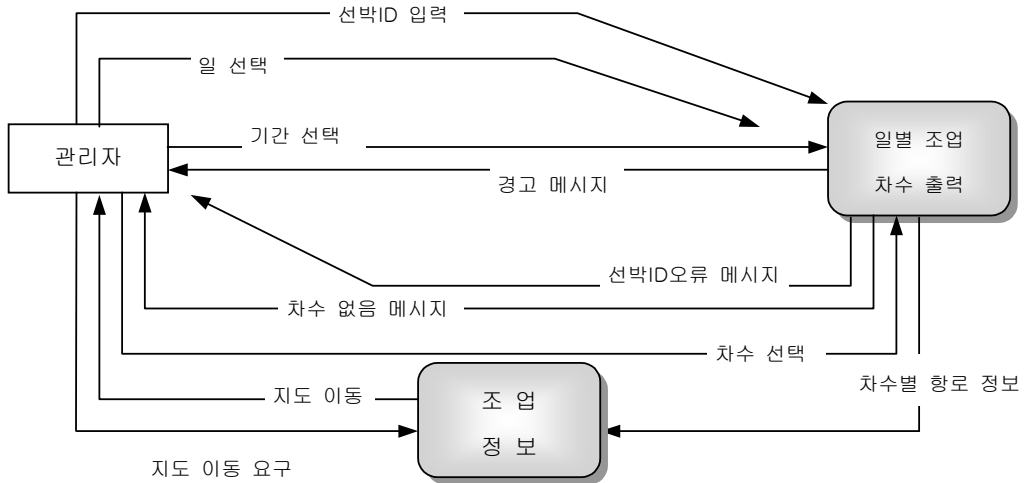 선박ID 입력
일 선택
기간 선택
관리자
일별 조업
차수 출력
경고 메시지
선박ID오류 메시지
차수 없음 메시지
차수 선택
차수별 항로 정보
지도 이동
조 업
정 보
지도 이동 요구